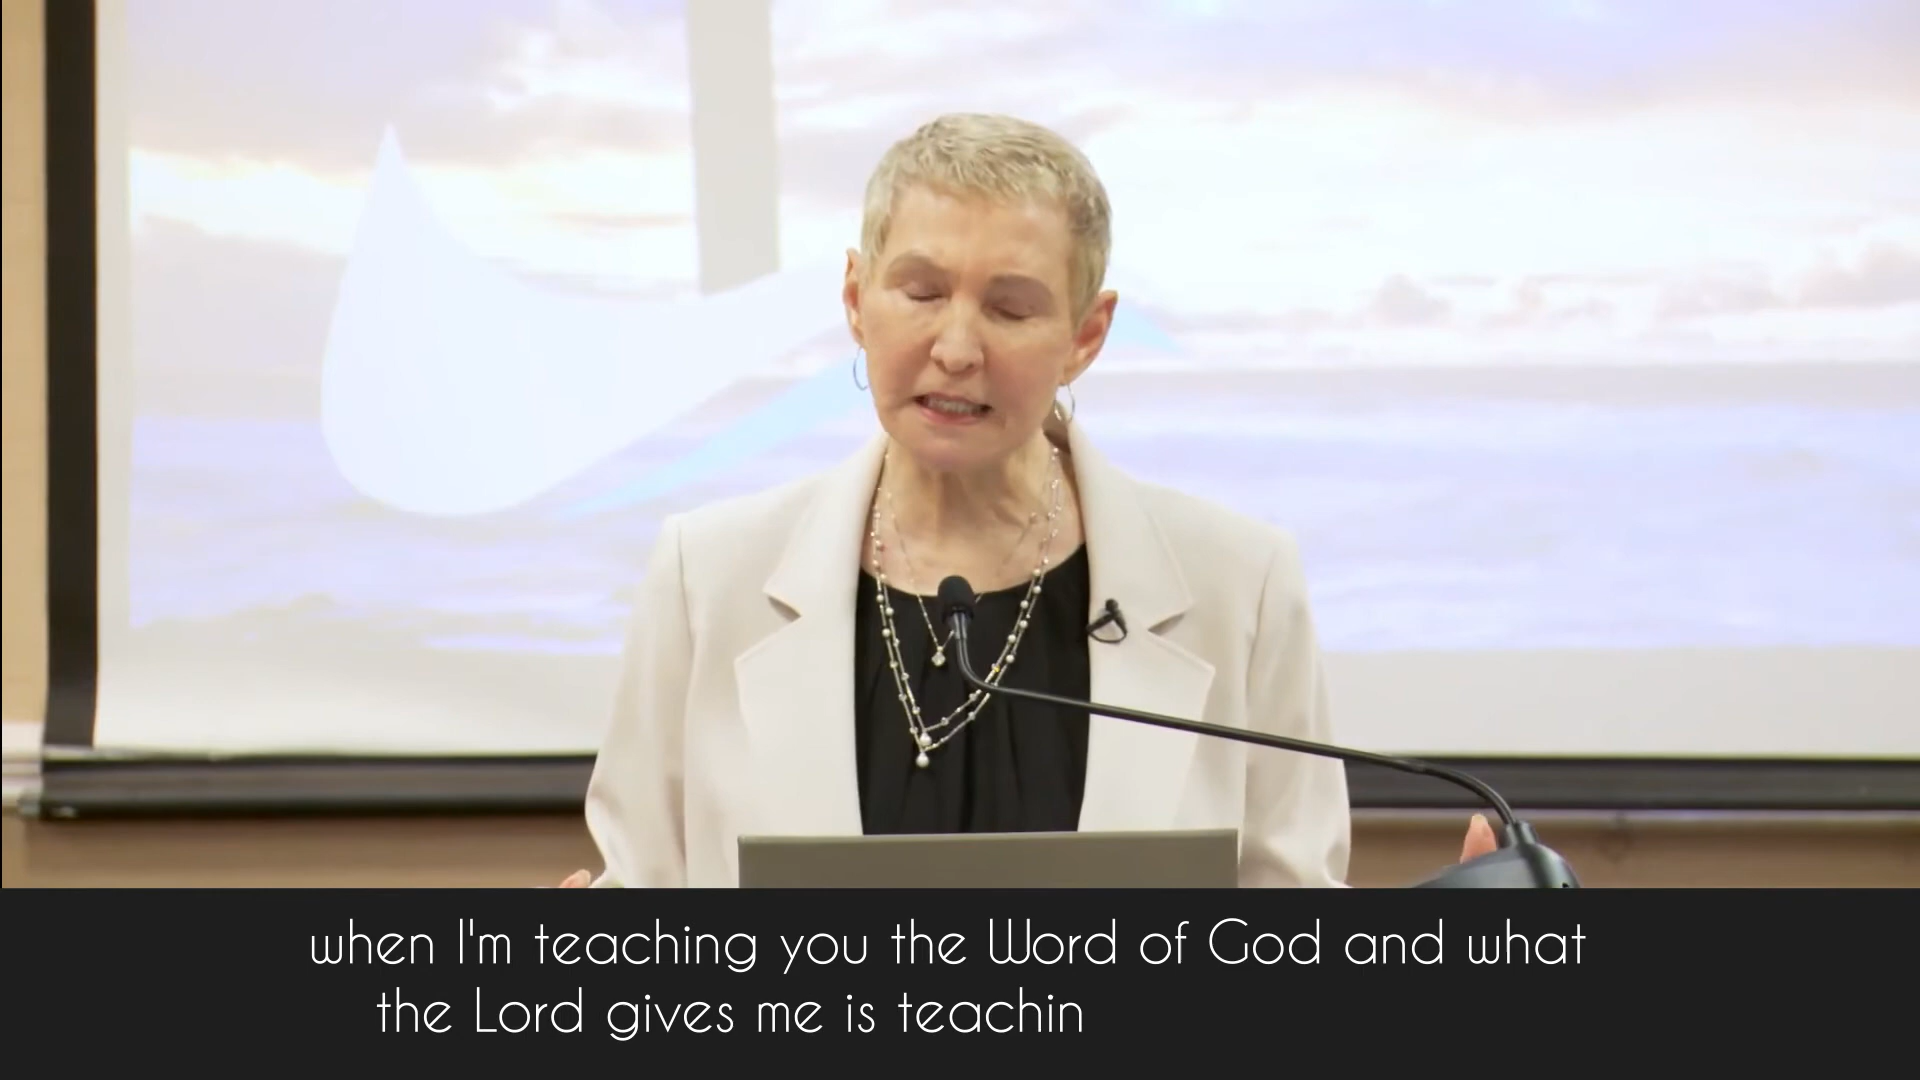 when I'm teaching you the Word of God and what
the Lord gives me is teachin